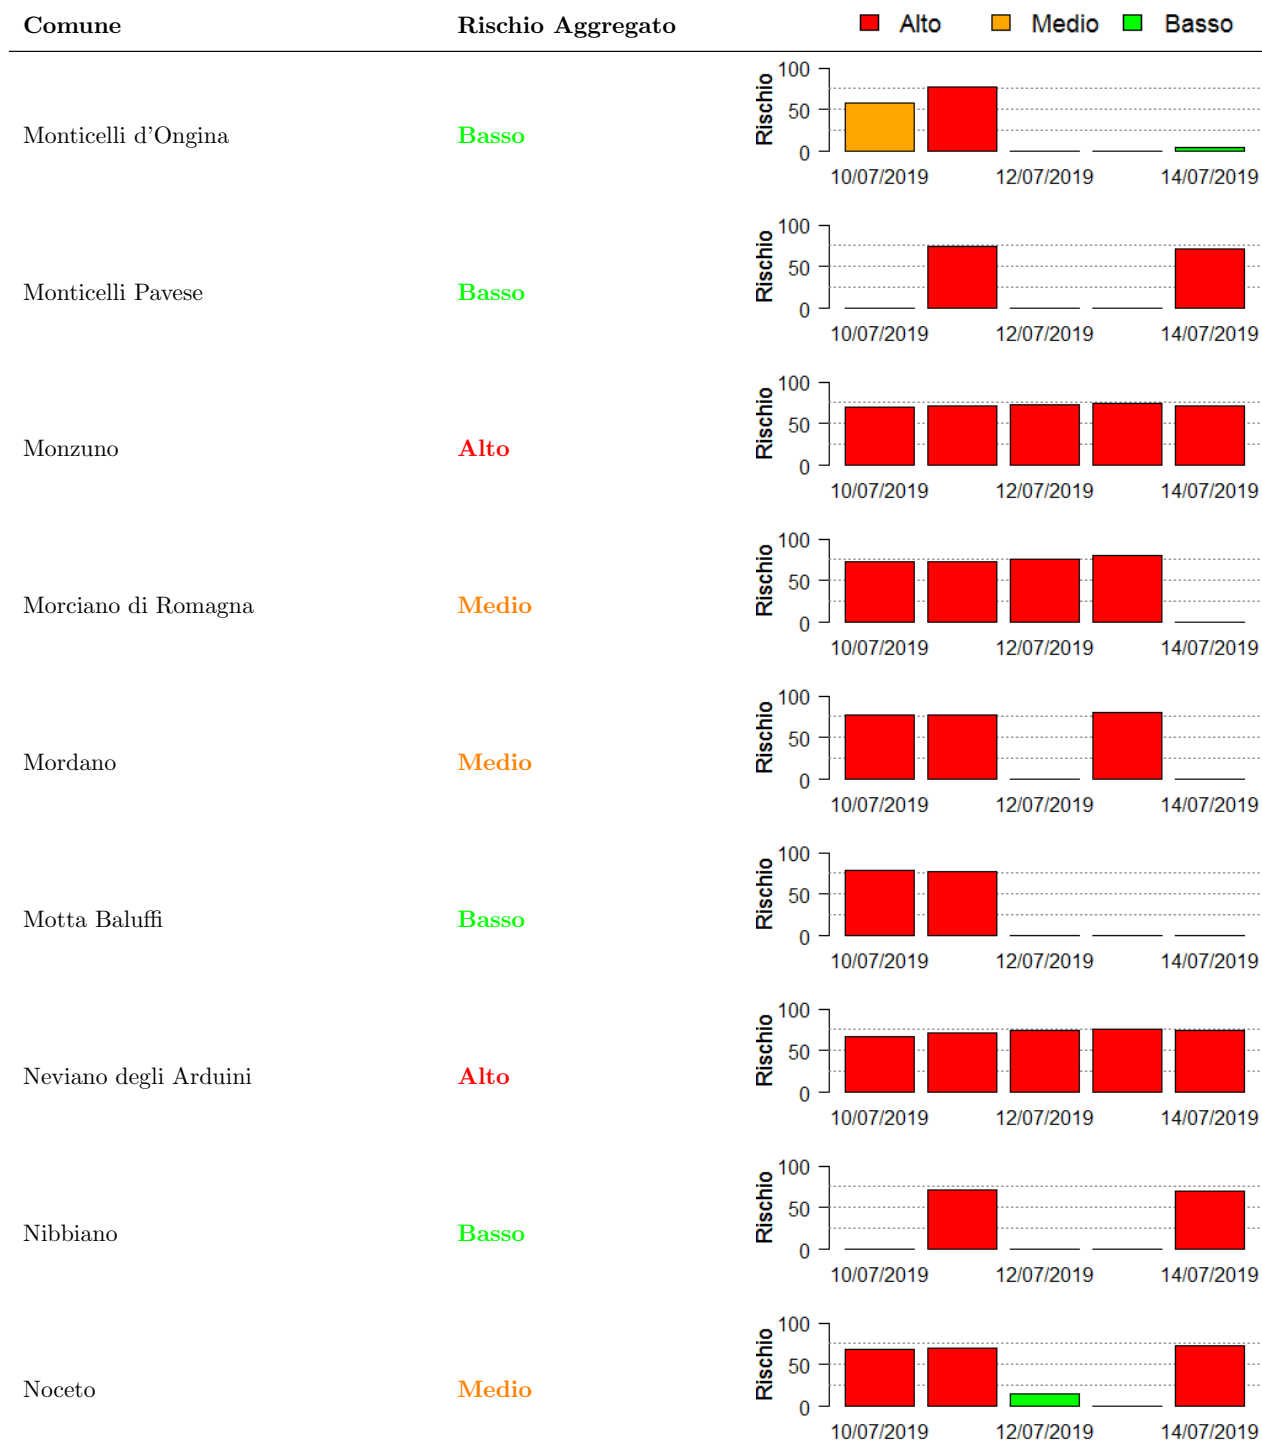 Comune Rischio Aggregato Alto Medio Basso
Monticelli d'Ongina Basso
Rischio
100
50
0
10/07/2019 12/07/2019 14/07/2019
Monticelli Pavese Basso
Rischio
100
50
0
10/07/2019 12/07/2019 14/07/2019
Monzuno Alto
Rischio
100
50
0
10/07/2019 12/07/2019 14/07/2019
Morciano di Romagna Medio
Rischio
100
50
0
10/07/2019 12/07/2019 14/07/2019
Mordano Medio
Rischio
100
50
0
10/07/2019 12/07/2019 14/07/2019
Motta Baluffi Basso
Rischio
100
50
0
10/07/2019 12/07/2019 14/07/2019
Neviano degli Arduini Alto
Rischio
100
50
0
10/07/2019 12/07/2019 14/07/2019
Nibbiano Basso
Rischio
100
50
0
10/07/2019 12/07/2019 14/07/2019
Noceto Medio
Rischio
100
50
0
10/07/2019 12/07/2019 14/07/2019